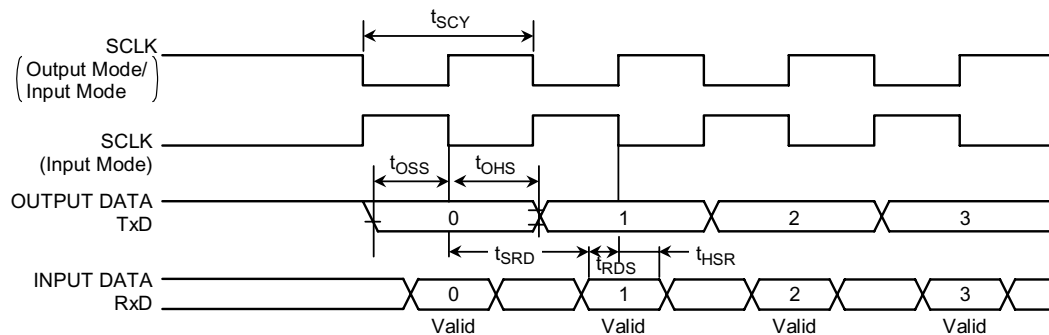 tSCY
SCLK
(Output Mode/
Input Mode)
SCLK
(Input Mode)
tOSS tOHS
OUTPUT DATA
TxD
0 1 2 3
tSRD tRDS tHSR
INPUT DATA
RxD
0 1 2 3
Valid Valid Valid Valid